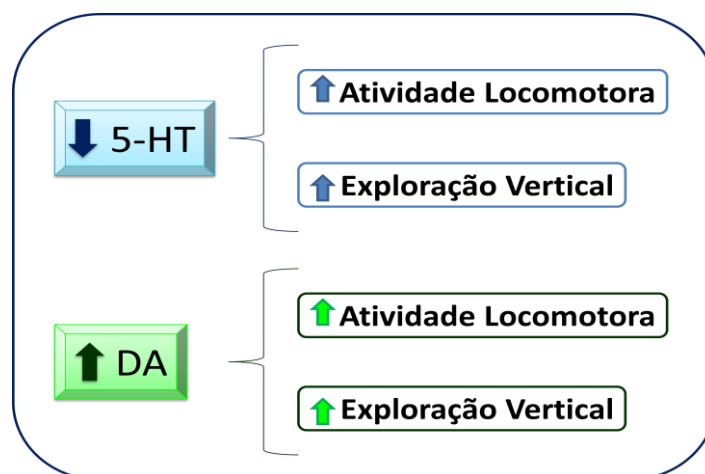 Atividade Locomotora
5-HT
Exploração Vertical
Atividade Locomotora
DA
Exploração Vertical